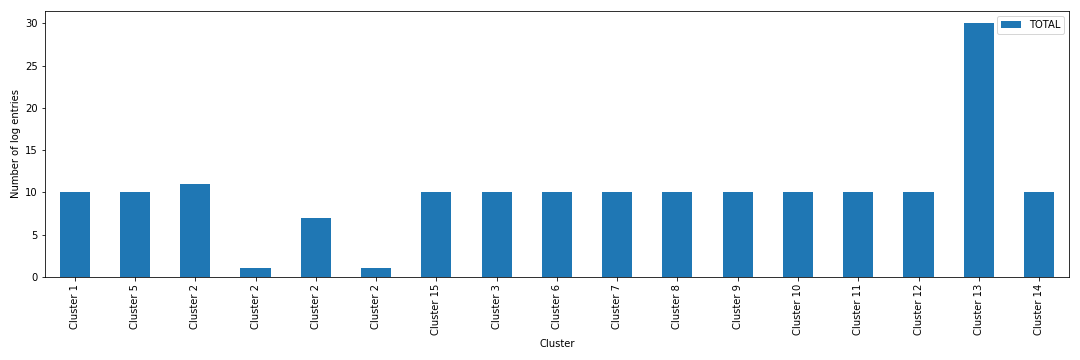 TOTAL
Number of log entries
30
25
20
15
10
5
0
Cluster 1
Cluster 5
Cluster 2
Cluster 2
Cluster 2
Cluster 2
Cluster 15
Cluster 3
Cluster 6
Cluster 7
Cluster 8
Cluster 9
Cluster 10
Cluster 11
Cluster 12
Cluster 13
Cluster 14
Cluster